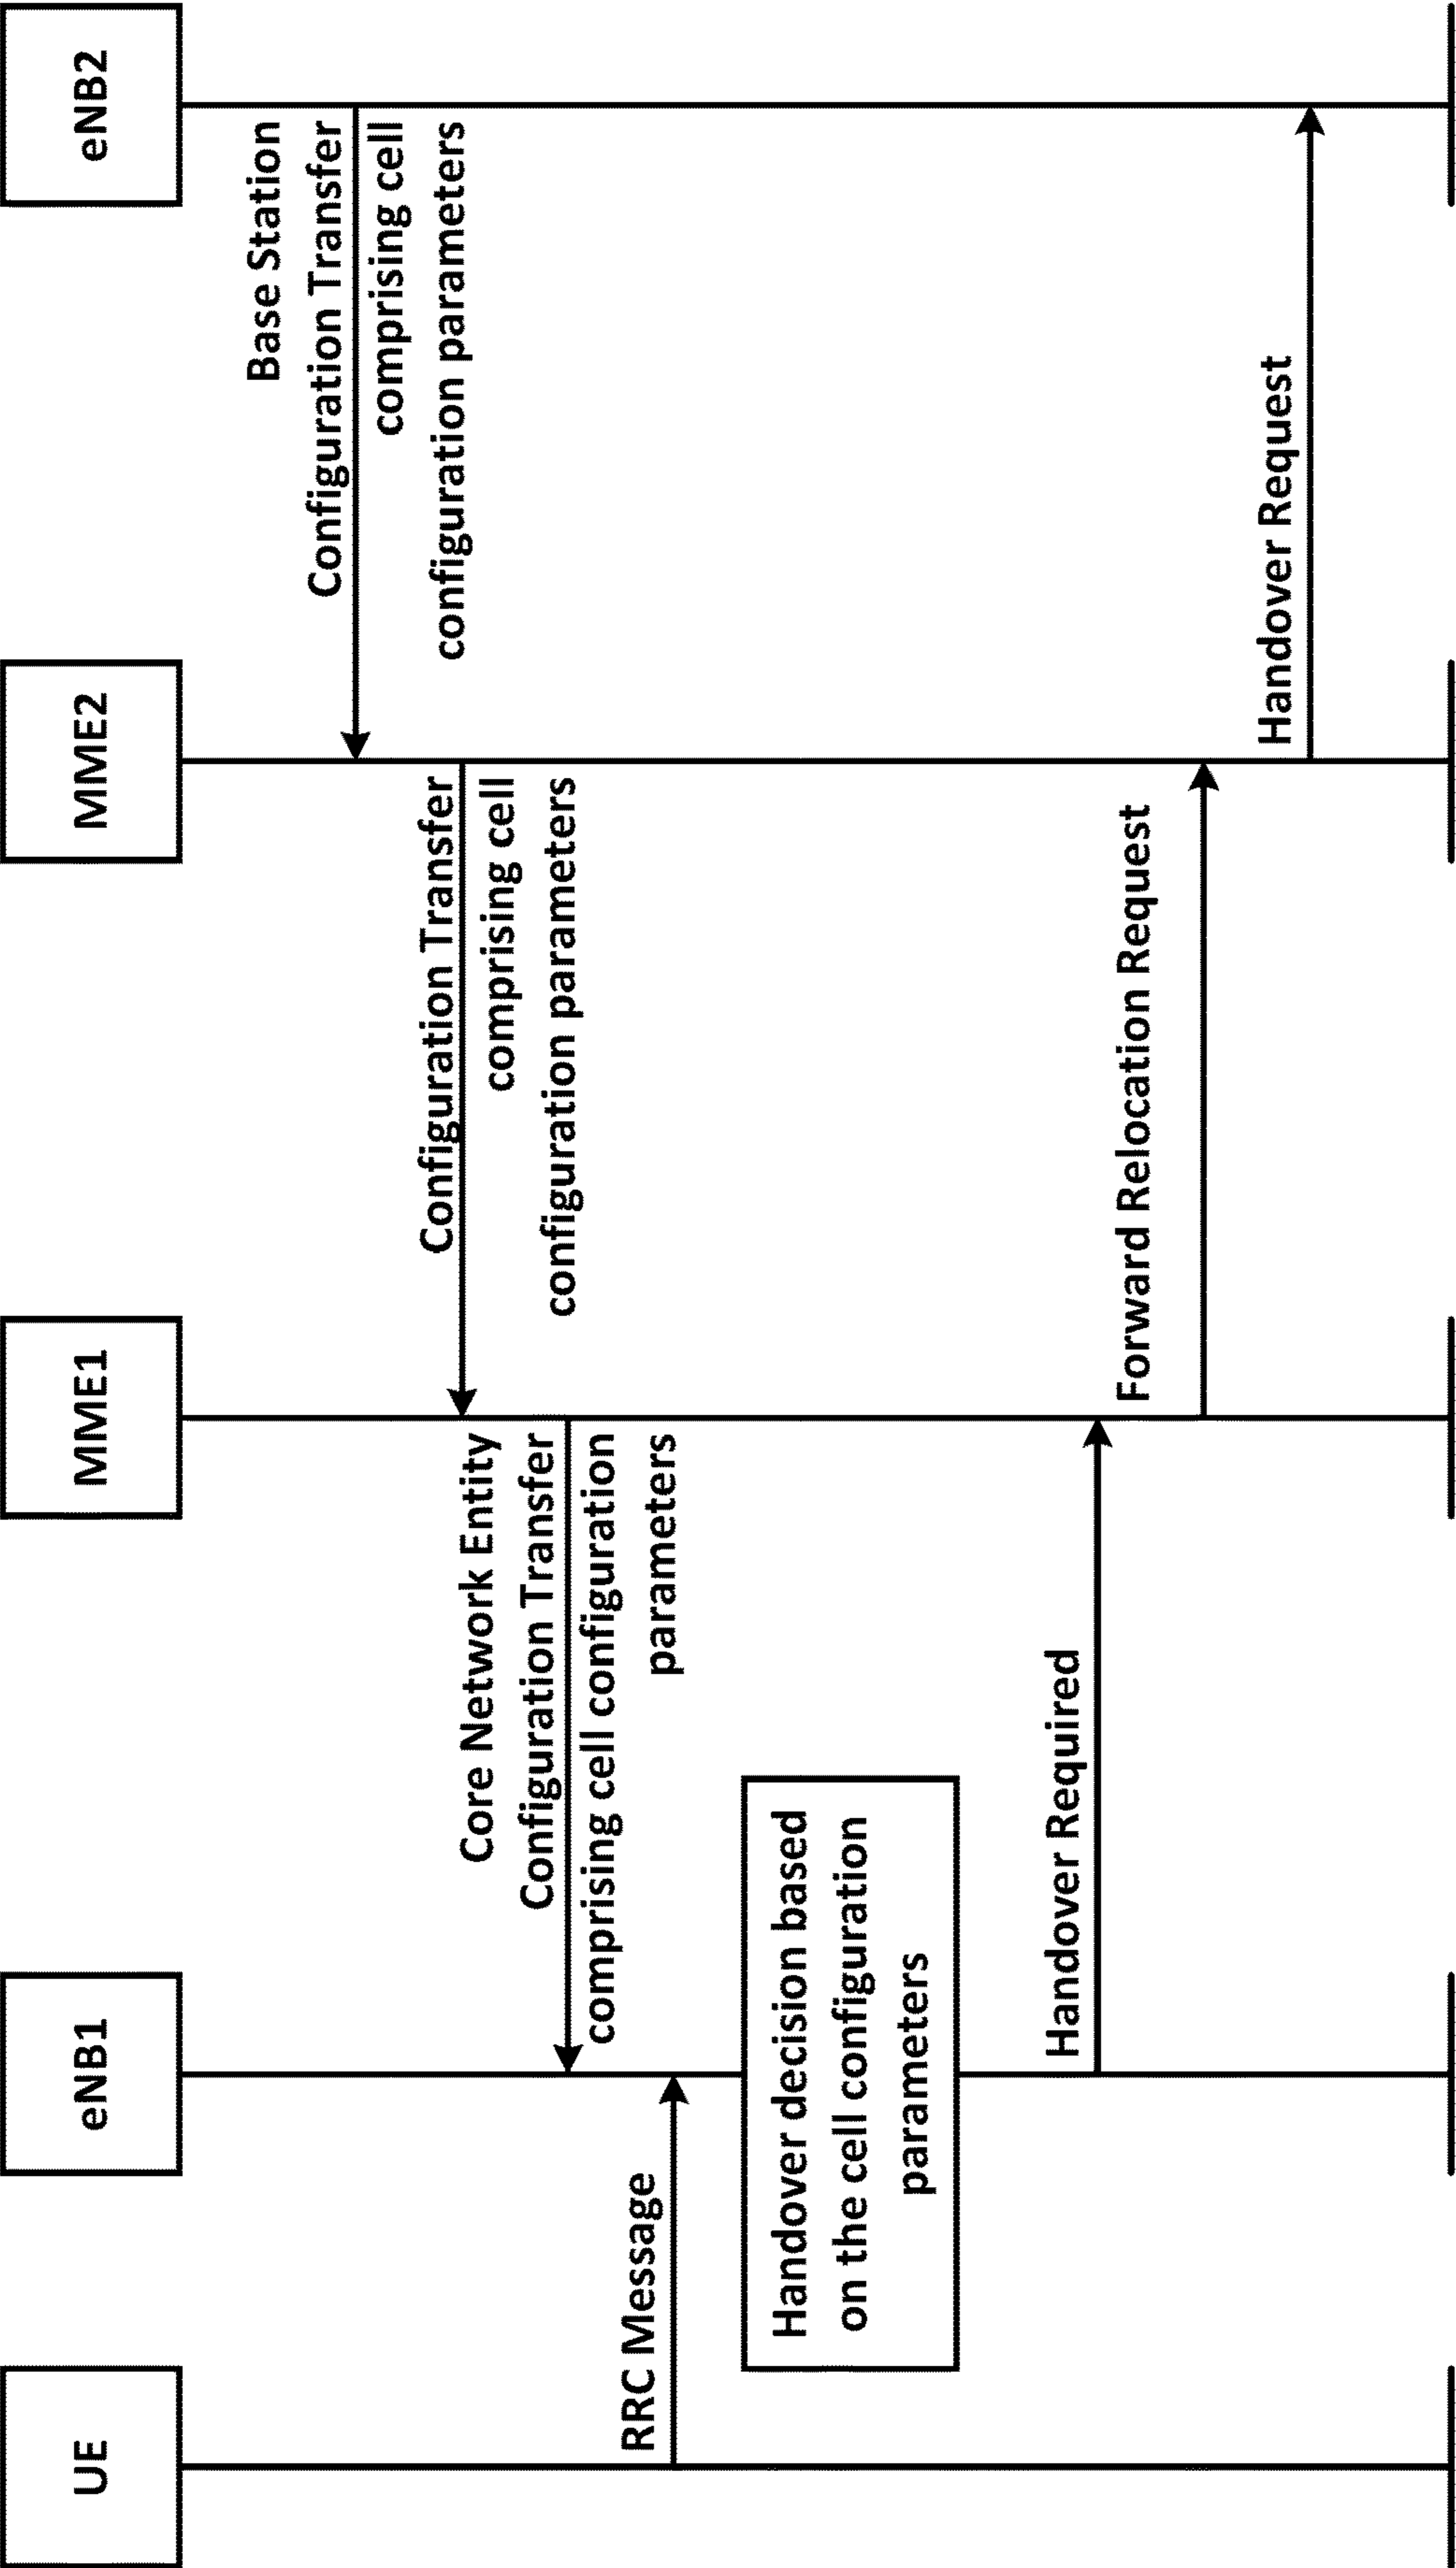 UE
eNB1
MME1
MME2
eNB2
Base Station
Configuration Transfer
comprising cell
configuration parameters
Configuration Transfer
comprising cell
configuration parameters
Core Network Entity
Configuration Transfer
comprising cell configuration
parameters
RRC Message
Handover decision based
on the cell configuration
parameters
Handover Required
Forward Relocation Request
Handover Request